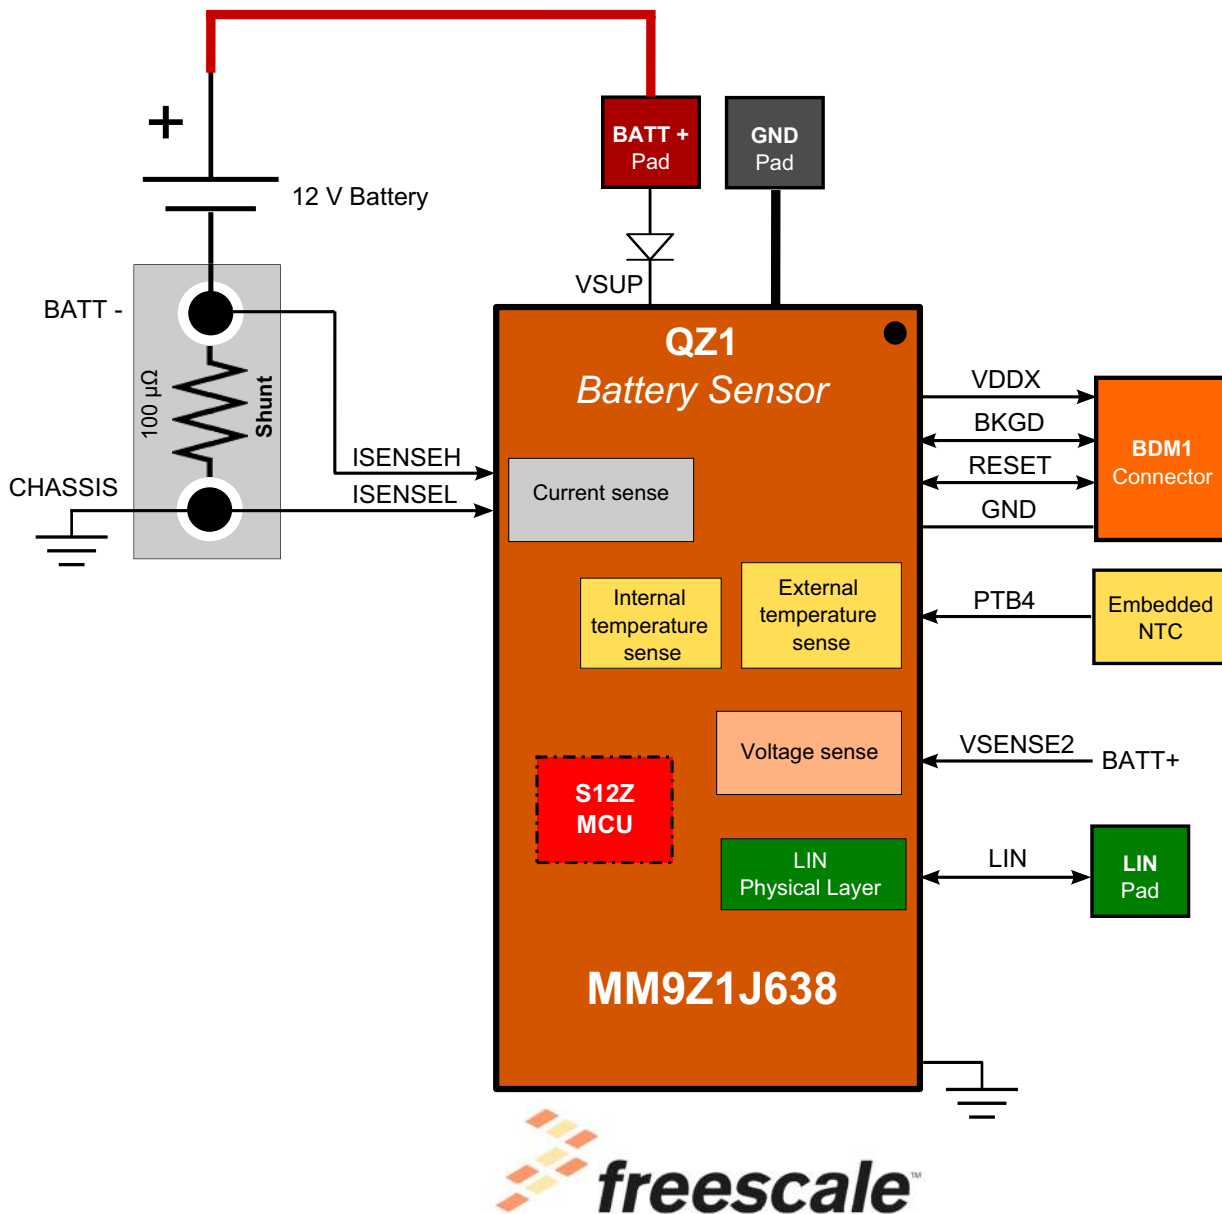 +
BATT +
Pad
GND
Pad
12 V Battery
VSUP
BATT -
100 µΩ
Shunt
CHASSIS
ISENSEH
ISENSEL
QZ1
Battery Sensor
Current sense
Internal
temperature
sense
External
temperature
sense
Voltage sense
S12Z
MCU
LIN
Physical Layer
MM9Z1J638
VDDX
BKGD
RESET
GND
BDM1
Connector
PTB4
Embedded
NTC
VSENSE2
BATT+
LIN
LIN
Pad
freescale™